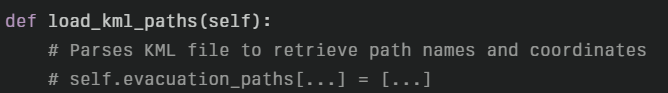 def load_kml_paths(self):
    # Parses KML file to retrieve path names and coordinates
    # self.evacuation_paths[...] = [...]